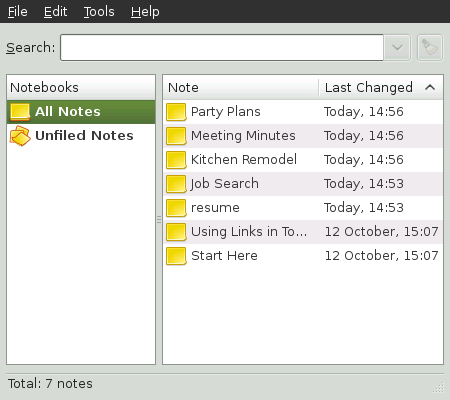 File Edit Tools Help
Search:
Notebooks
All Notes
Unfiled Notes
Note Last Changed
Party Plans Today, 14:56
Meeting Minutes Today, 14:56
Kitchen Remodel Today, 14:56
Job Search Today, 14:53
resume Today, 14:53
Using Links in To... 12 October, 15:07
Start Here 12 October, 15:07
Total: 7 notes